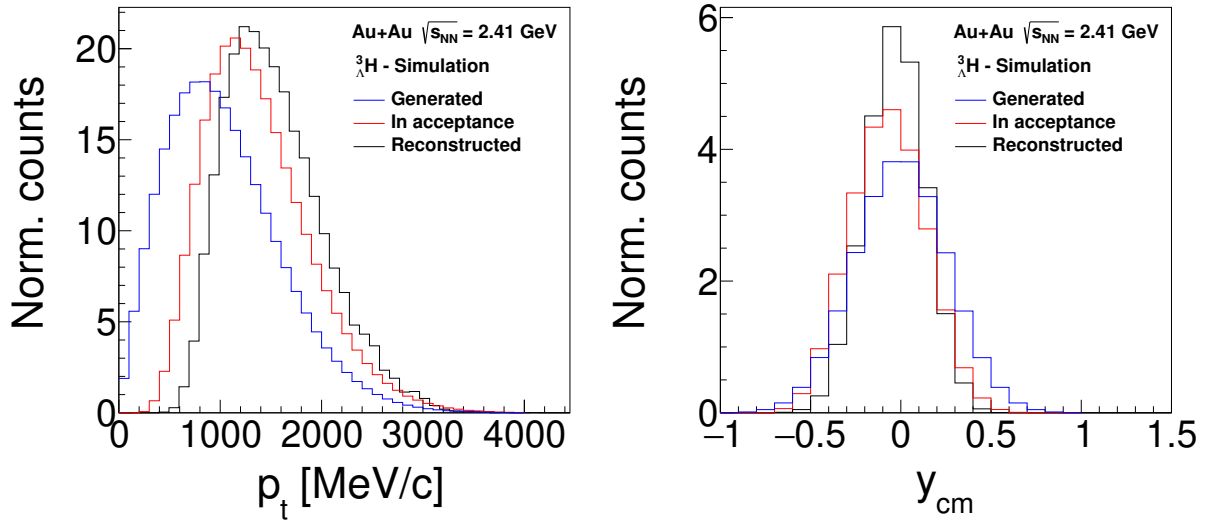 Norm. counts
20
15
10
5
0
Au+Au √s_NN = 2.41 GeV
³_ΛH - Simulation
Generated
In acceptance
Reconstructed
0 1000 2000 3000 4000
p_t [MeV/c]
Norm. counts
6
4
2
0
Au+Au √s_NN = 2.41 GeV
³_ΛH - Simulation
Generated
In acceptance
Reconstructed
−1 −0.5 0 0.5 1 1.5
y_cm